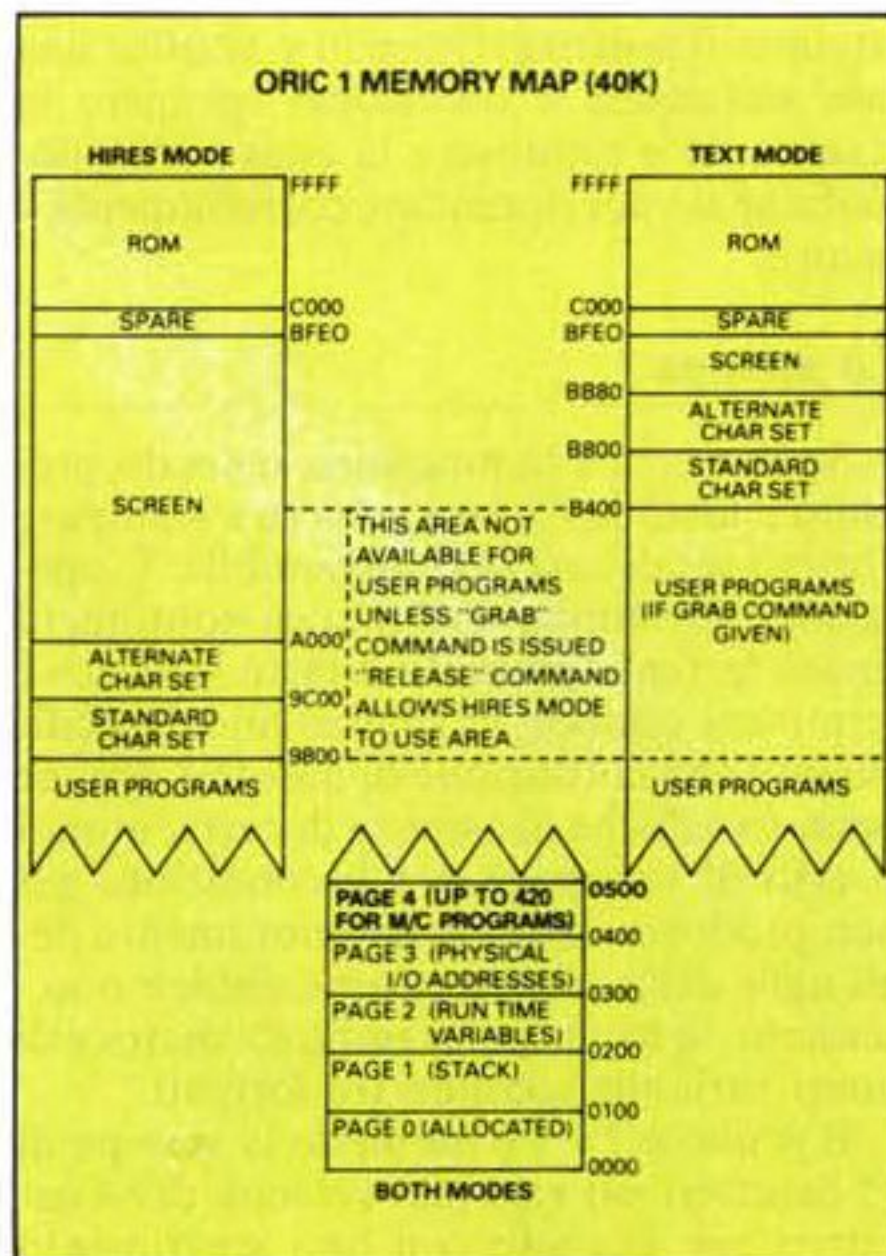 ORIC 1 MEMORY MAP (40K)
HIRES MODE
FFFF
ROM
C000
SPARE
BFEO
SCREEN
A000
ALTERNATE
CHAR SET
9C00
STANDARD
CHAR SET
9800
USER PROGRAMS
TEXT MODE
FFFF
ROM
C000
SPARE
BFEO
SCREEN
BB80
ALTERNATE
CHAR SET
B800
STANDARD
CHAR SET
B400
USER PROGRAMS
(IF GRAB COMMAND
GIVEN)
USER PROGRAMS
THIS AREA NOT
AVAILABLE FOR
USER PROGRAMS
UNLESS "GRAB"
COMMAND IS ISSUED
"RELEASE" COMMAND
ALLOWS HIRES MODE
TO USE AREA
PAGE 4 (UP TO 420
FOR M/C PROGRAMS)
0500
0400
PAGE 3 (PHYSICAL
I/O ADDRESSES)
0300
PAGE 2 (RUN TIME
VARIABLES)
0200
PAGE 1 (STACK)
0100
PAGE 0 (ALLOCATED)
0000
BOTH MODES